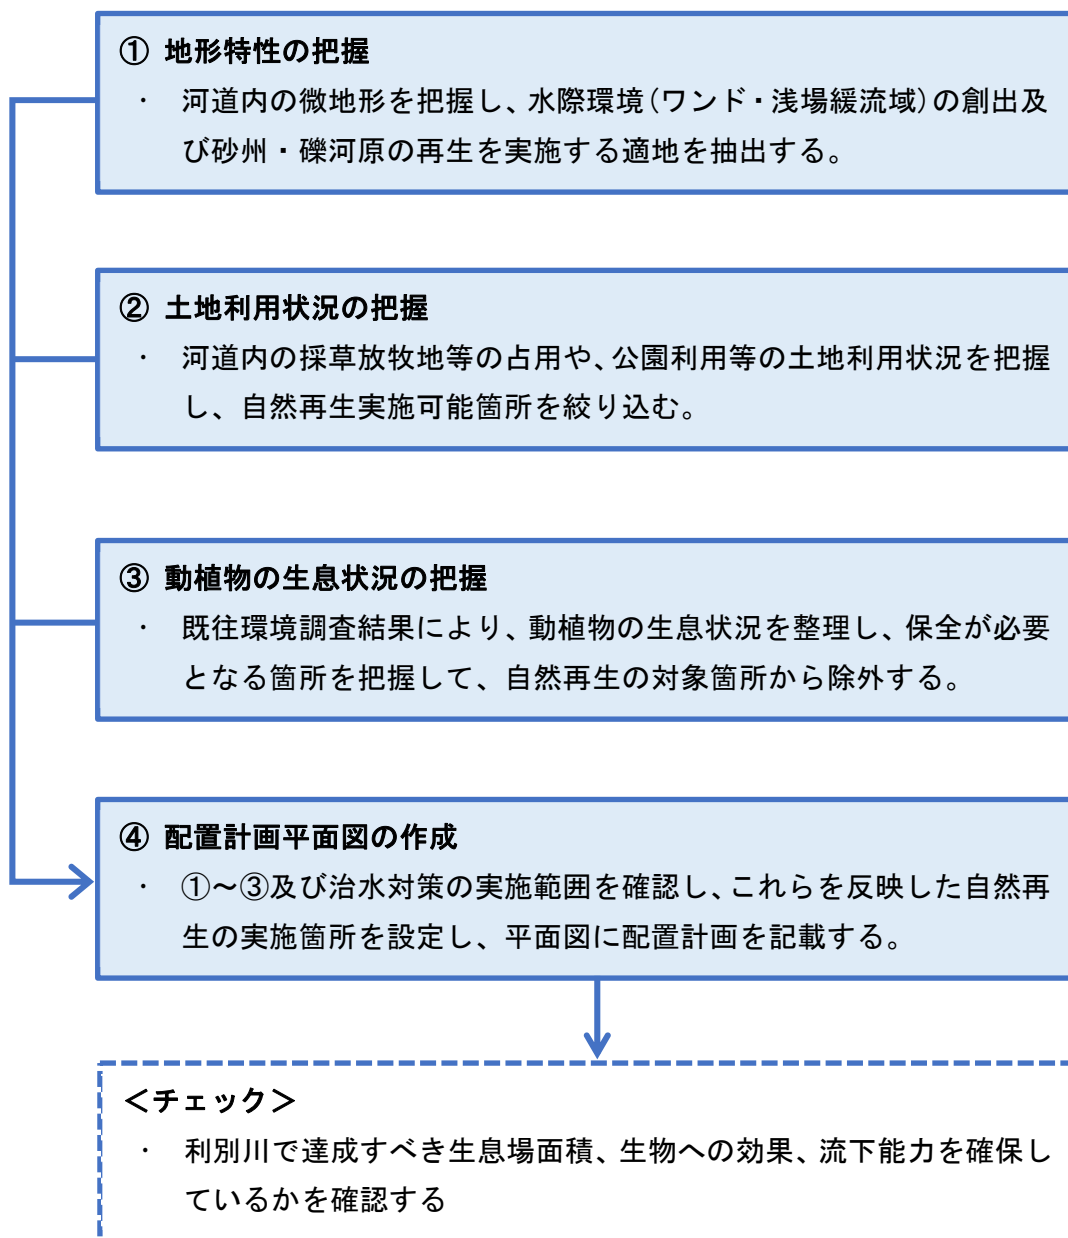 ① 地形特性の把握
・ 河道内の微地形を把握し、水際環境（ワンド・浅場緩流域）の創出及
び砂州・礫河原の再生を実施する適地を抽出する。
② 土地利用状況の把握
・ 河道内の採草放牧地等の占用や、公園利用等の土地利用状況を把握
し、自然再生実施可能箇所を絞り込む。
③ 動植物の生息状況の把握
・ 既往環境調査結果により、動植物の生息状況を整理し、保全が必要
となる箇所を把握して、自然再生の対象箇所から除外する。
④ 配置計画平面図の作成
・ ①～③及び治水対策の実施範囲を確認し、これらを反映した自然再
生の実施箇所を設定し、平面図に配置計画を記載する。
＜チェック＞
・ 利別川で達成すべき生息場面積、生物への効果、流下能力を確保し
ているかを確認する